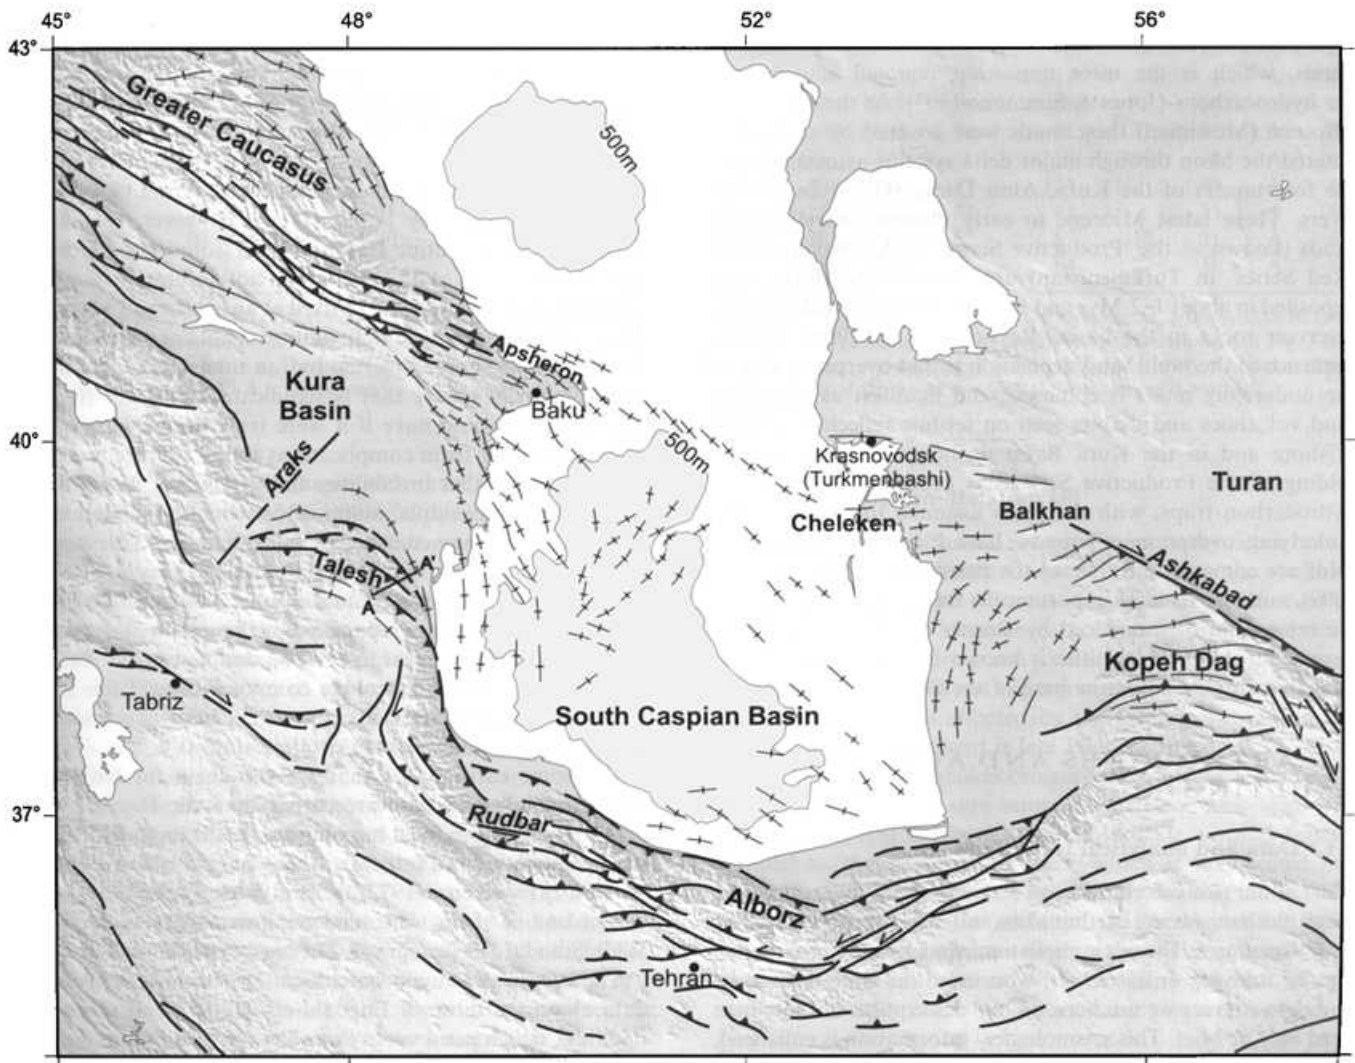 45°
48°
52°
56°
43°
Greater Caucasus
500m
Apsheron
Kura
Basin
Baku
40°
500m
Krasnovodsk
(Turkmenbashi)
Turan
Araks
Cheleken
Balkhan
Talesh
A'
A
Ashkabad
Kopeh Dag
Tabriz
South Caspian Basin
37°
Rudbar
Alborz
Tehran